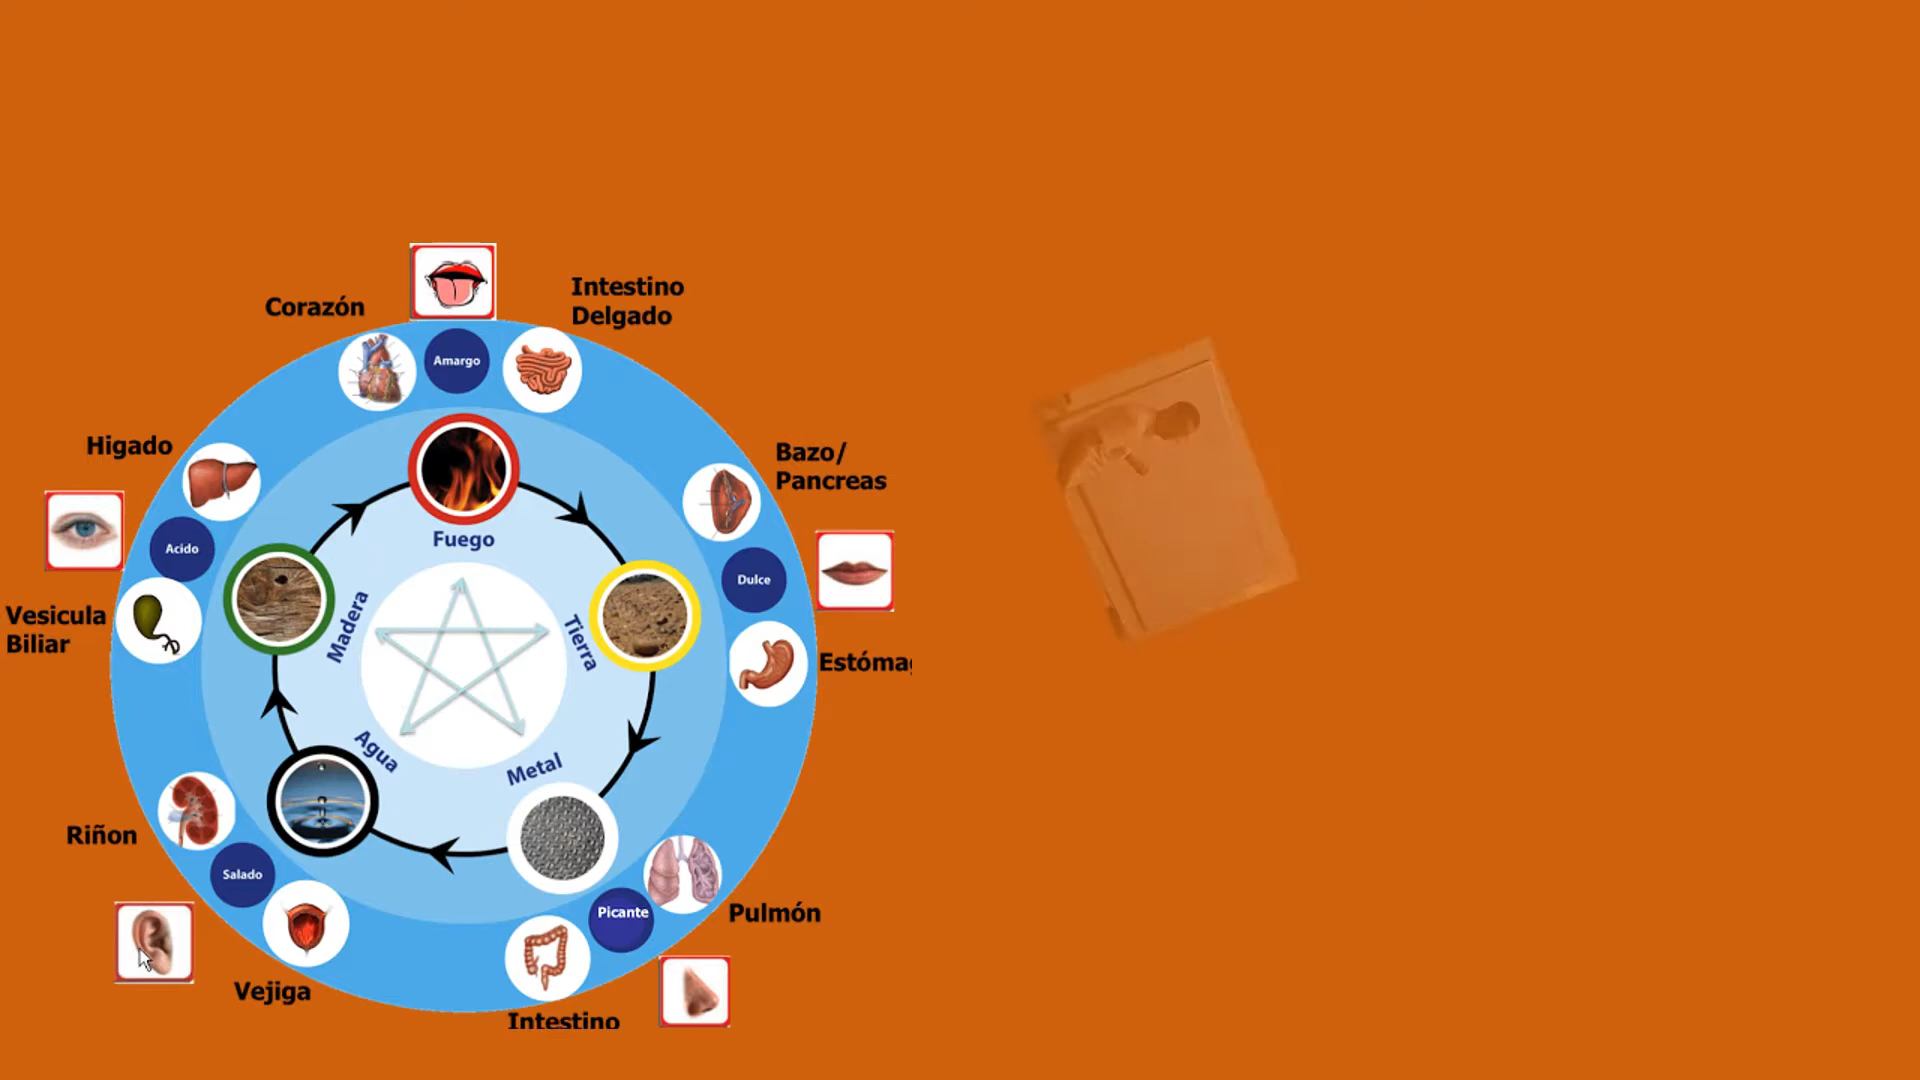 Corazón
Intestino
Delgado
Amargo
Higado
Bazo/
Pancreas
Fuego
Acido
Dulce
Madera
Tierra
Vesicula
Biliar
Estómag
Agua
Metal
Riñon
Salado
Picante
Pulmón
Vejiga
Intestino